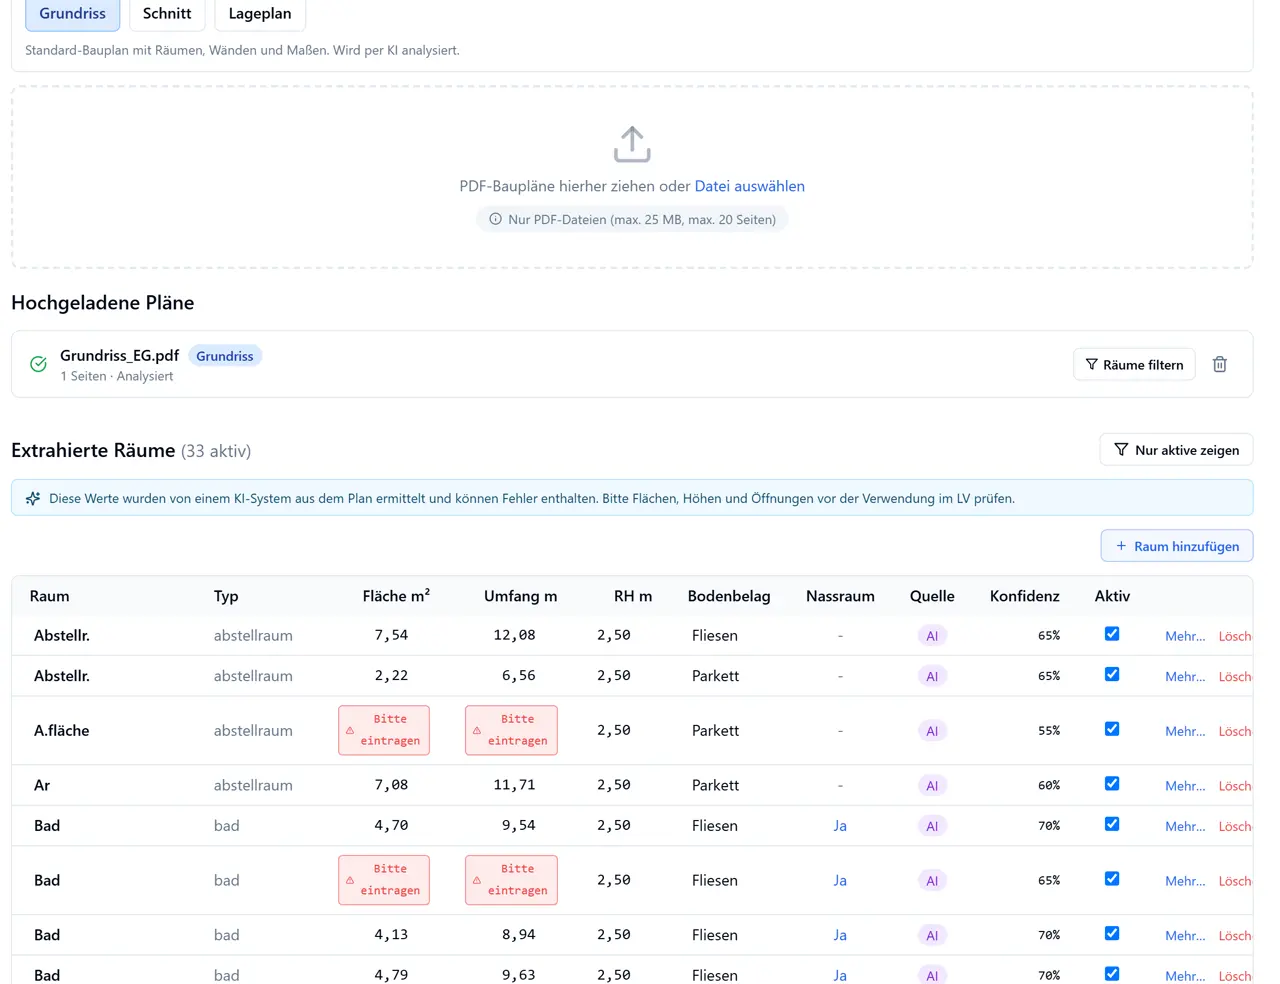 Grundriss Schnitt Lageplan
Standard-Bauplan mit Räumen, Wänden und Maßen. Wird per KI analysiert.
PDF-Baupläne hierher ziehen oder Datei auswählen
Nur PDF-Dateien (max. 25 MB, max. 20 Seiten)
Hochgeladene Pläne
Grundriss_EG.pdf Grundriss
1 Seiten · Analysiert
Räume filtern
Extrahierte Räume (33 aktiv)
Nur aktive zeigen
Diese Werte wurden von einem KI-System aus dem Plan ermittelt und können Fehler enthalten. Bitte Flächen, Höhen und Öffnungen vor der Verwendung im LV prüfen.
+ Raum hinzufügen
Raum Typ Fläche m² Umfang m RH m Bodenbelag Nassraum Quelle Konfidenz Aktiv
Abstellr. abstellraum 7,54 12,08 2,50 Fliesen - AI 65% Mehr... Lösch
Abstellr. abstellraum 2,22 6,56 2,50 Parkett - AI 65% Mehr... Lösch
A.fläche abstellraum Bitte eintragen Bitte eintragen 2,50 Parkett - AI 55% Mehr... Lösch
Ar abstellraum 7,08 11,71 2,50 Parkett - AI 60% Mehr... Lösch
Bad bad 4,70 9,54 2,50 Fliesen Ja AI 70% Mehr... Lösch
Bad bad Bitte eintragen Bitte eintragen 2,50 Fliesen Ja AI 65% Mehr... Lösch
Bad bad 4,13 8,94 2,50 Fliesen Ja AI 70% Mehr... Lösch
Bad bad 4,79 9,63 2,50 Fliesen Ja AI 70% Mehr... Lösch